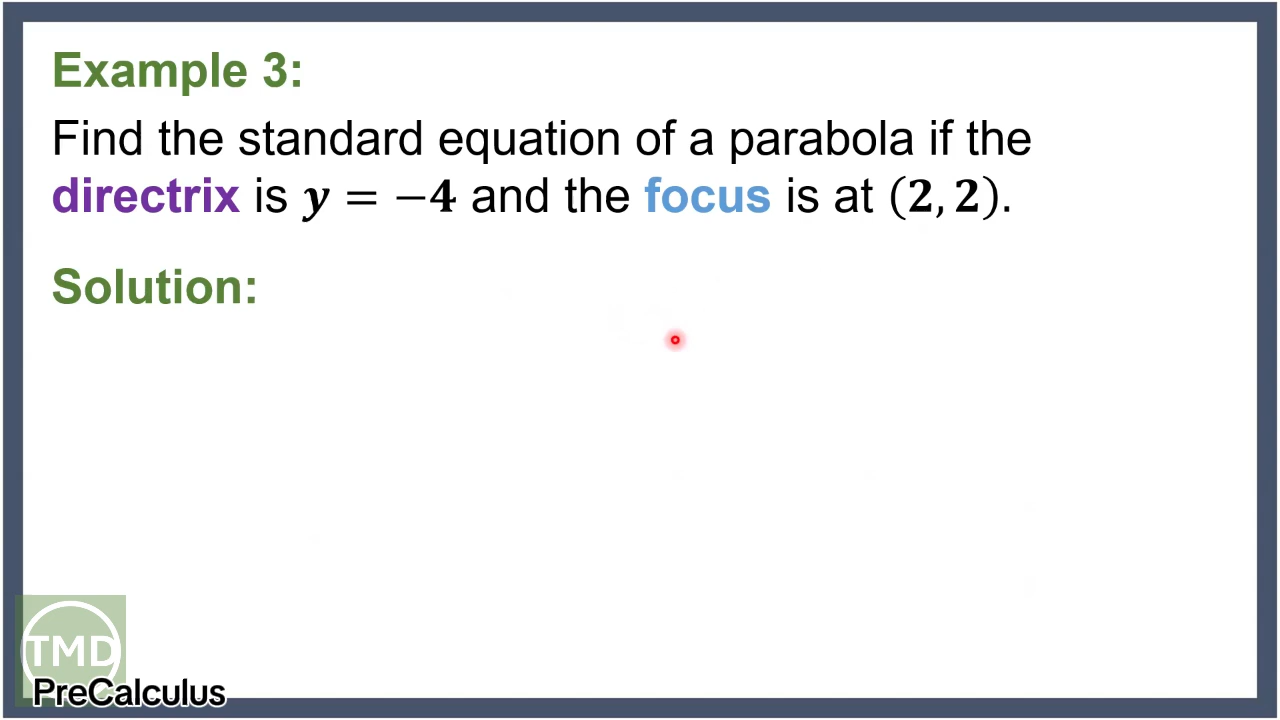 Example 3:
Find the standard equation of a parabola if the
directrix is y = −4 and the focus is at (2, 2).
Solution:
TMD
PreCalculus